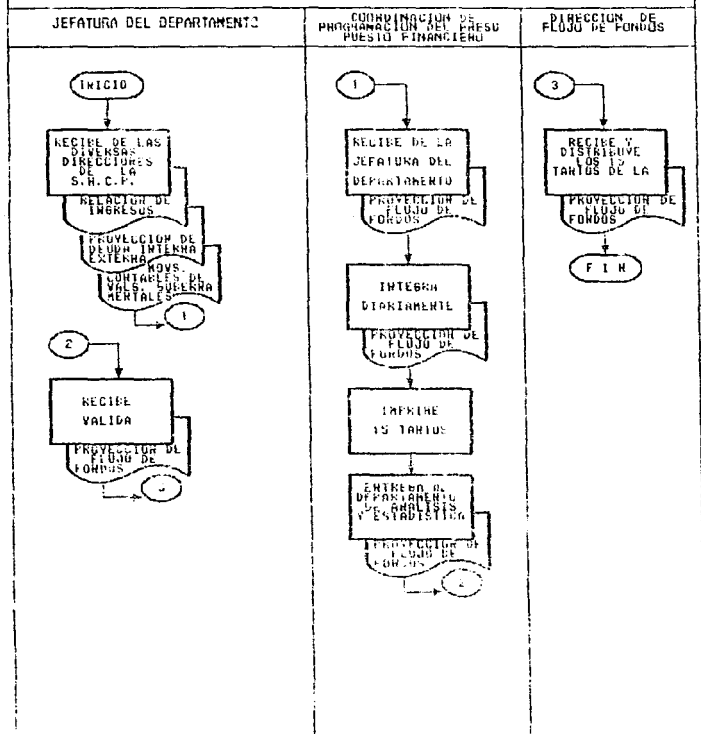 JEFATURA DEL DEPARTAMENTO
COORDINACION DE
PROGRAMACION DEL PRESU
PUESTO FINANCIERO
DIRECCION DE
FLUJO DE FONDOS
INICIO
RECIBE DE LAS
DIVERSAS
DIRECCIONES
DE LA
S.H.C.P.
RELACION DE
INGRESOS
PROYECCION DE
DEUDA INTERNA
EXTERNA
MOVS.
CONTABLES DE
VALS. GUBERNA
MENTALES
1
2
RECIBE
VALIDA
PROYECCION DE
FLUJO DE
FONDOS
3
1
RECIBE DE LA
JEFATURA DEL
DEPARTAMENTO
PROYECCION DE
FLUJO DE
FONDOS
INTEGRA
DIARIAMENTE
PROYECCION DE
FLUJO DE
FONDOS
IMPRIME
15 TANTOS
ENTREGA AL
DEPARTAMENTO
DE ANALISIS
Y ESTADISTICA
PROYECCION DE
FLUJO DE
FONDOS
2
3
RECIBE Y
DISTRIBUYE
LOS 15
TANTOS DE LA
PROYECCION DE
FLUJO DE
FONDOS
F I N